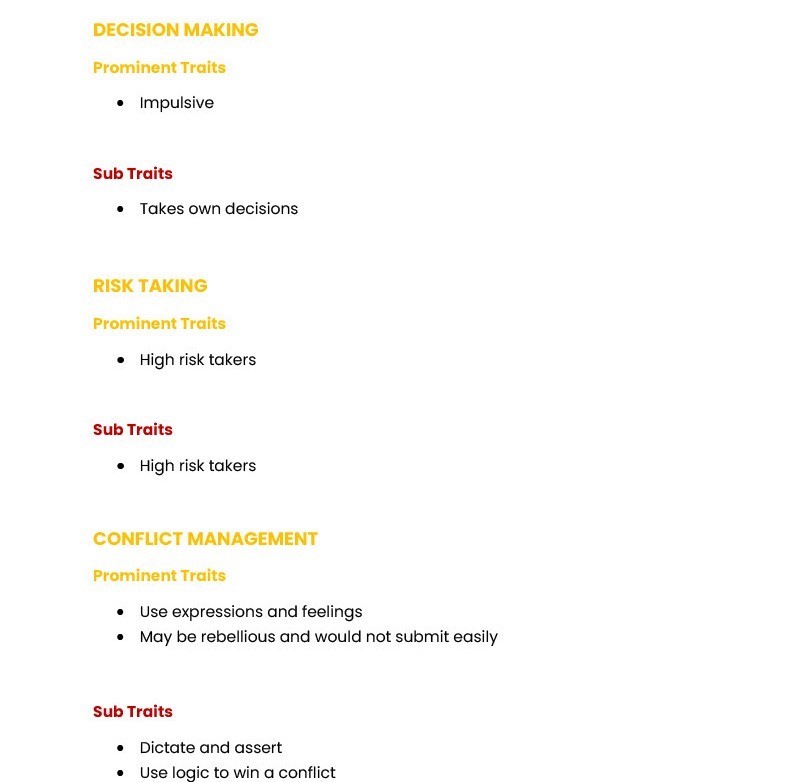 DECISION MAKING
Prominent Traits
• Impulsive
Sub Traits
• Takes own decisions
RISK TAKING
Prominent Traits
• High risk takers
Sub Traits
• High risk takers
CONFLICT MANAGEMENT
Prominent Traits
• Use expressions and feelings
• May be rebellious and would not submit easily
Sub Traits
• Dictate and assert
• Use logic to win a conflict